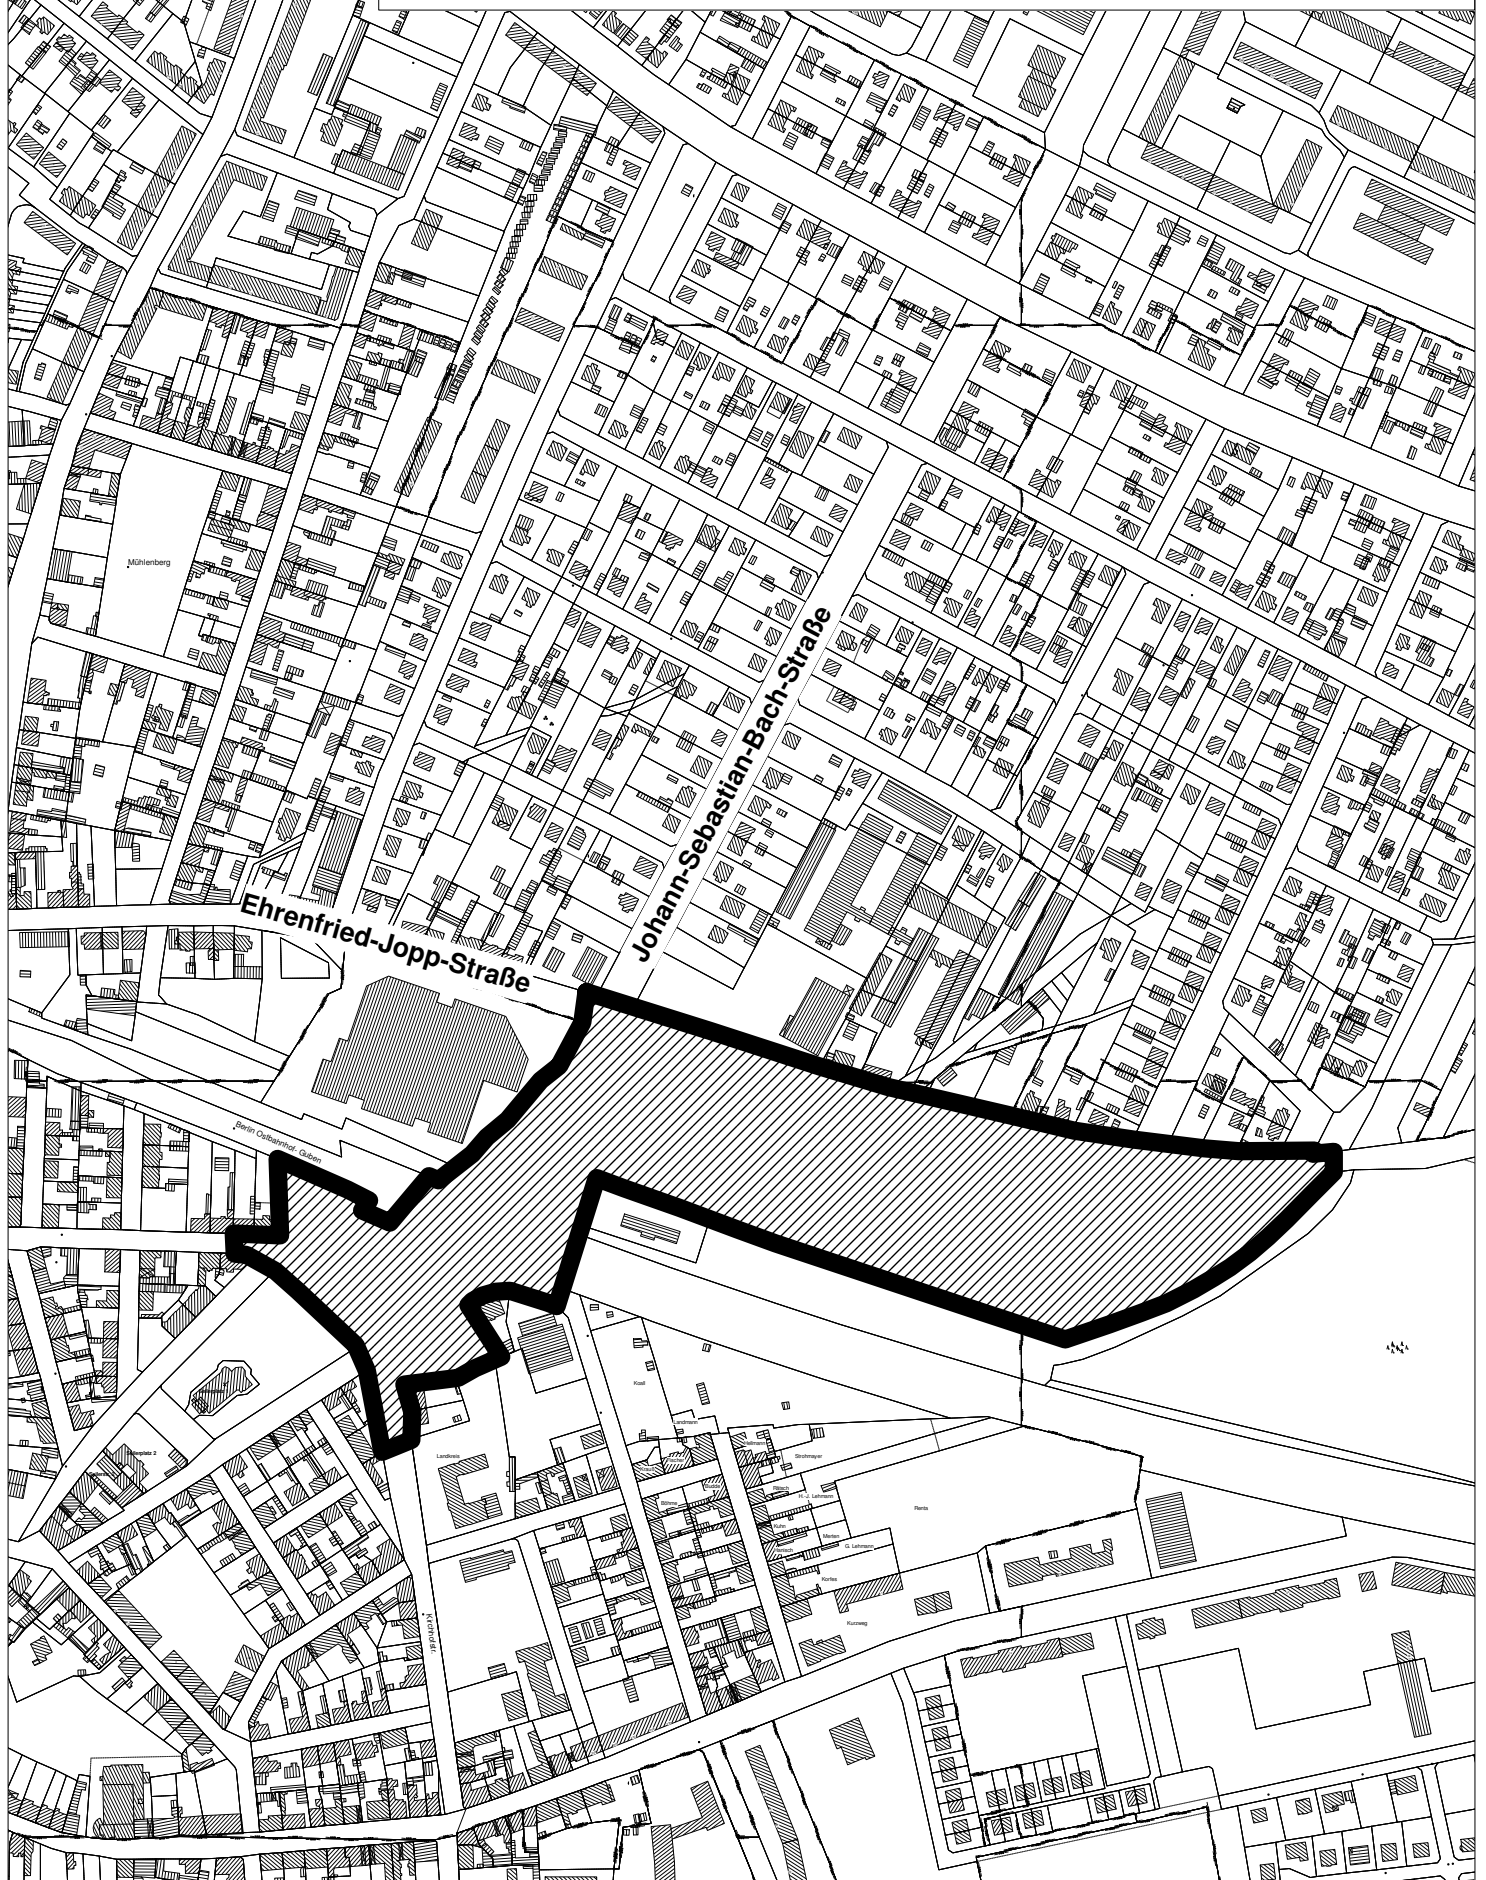 Mühlenberg
Johann-Sebastian-Bach-Straße
Ehrenfried-Jopp-Straße
Berlin Ostbahnhof- Guben
Kosil
Landmann
Landkreis
Strohmayer
Böhme
H.-J. Lehmann
Renta
Merten
G. Lehmann
Korfes
Kurzweg
Kirchhofstr.